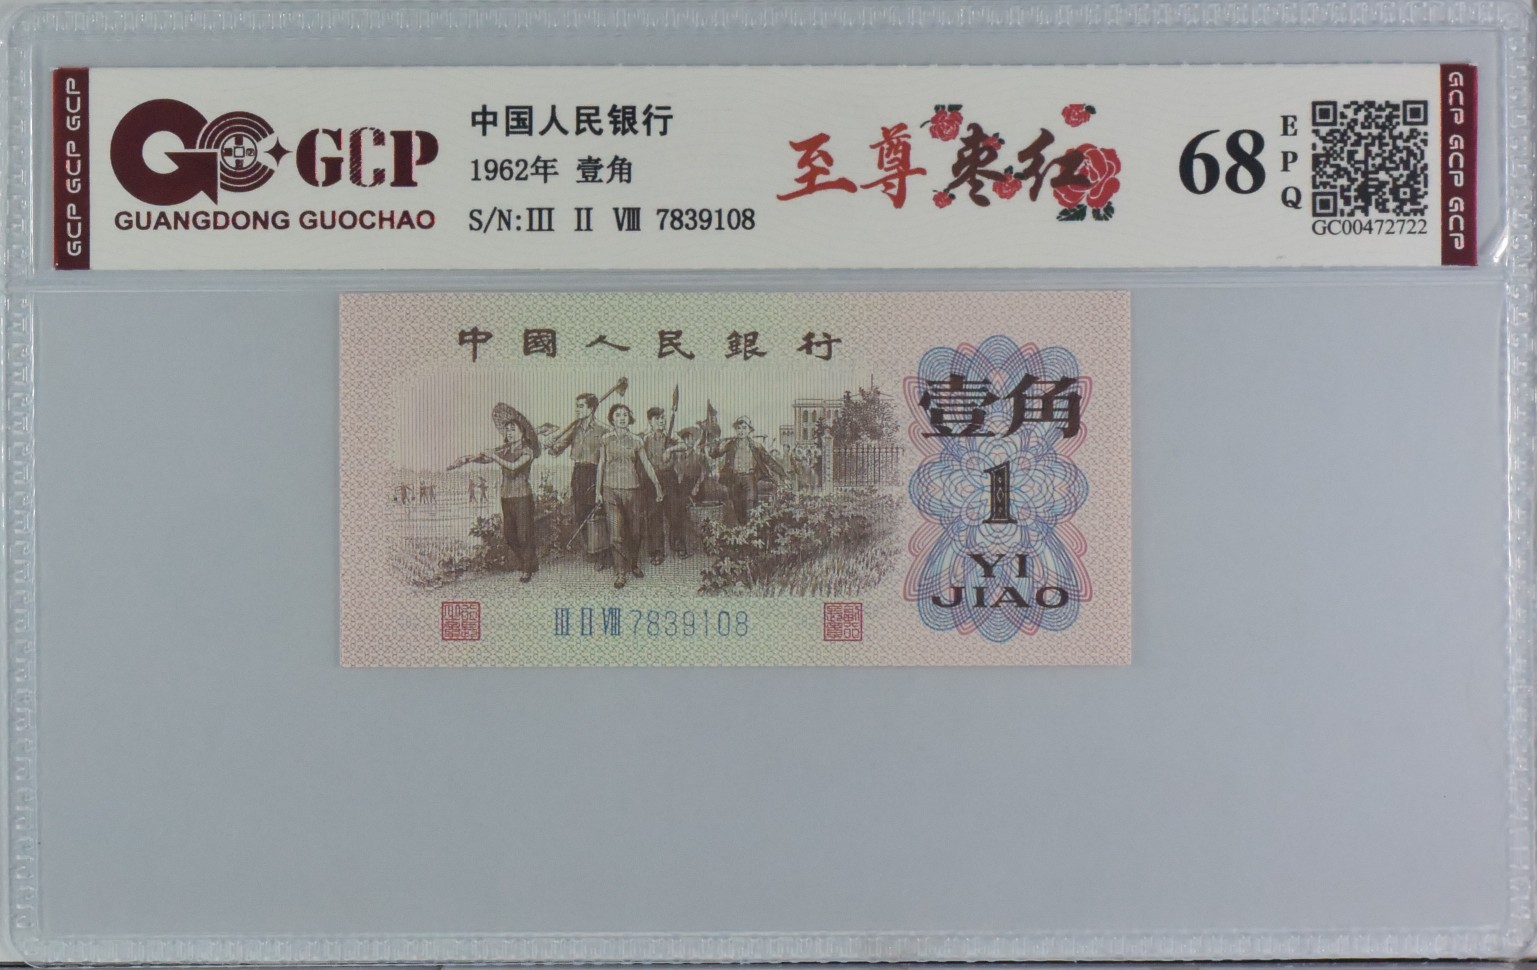 GCP GCP GCP
GCP
GUANGDONG GUOCHAO
中国人民银行
1962年 壹角
S/N:Ⅲ Ⅱ Ⅷ 7839108
至尊枣红
68
EPQ
GC00472722
GCP GCP GCP
中國人民銀行
壹角
1
YI
JIAO
Ⅲ Ⅱ Ⅷ 7839108